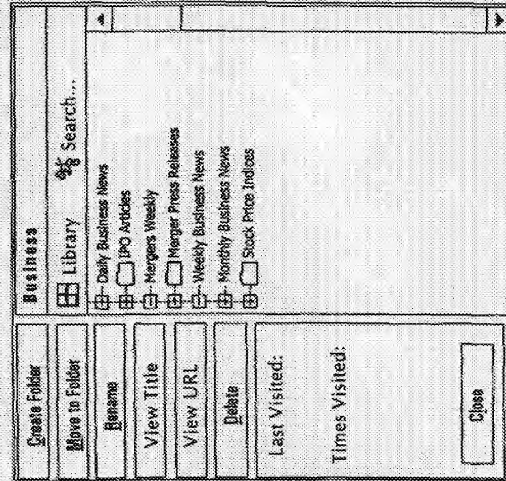 Create Folder
Move to Folder
Rename
View Title
View URL
Delete
Last Visited:
Times Visited:
Close
Business
Library
Search...
Daily Business News
IPO Articles
Mergers Weekly
Merger Press Releases
Weekly Business News
Monthly Business News
Stock Price Indices